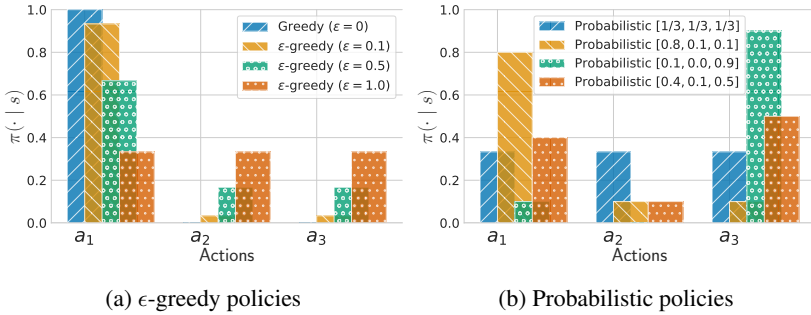 π(· | s)
1.0
0.8
0.6
0.4
0.2
0.0
Greedy (ε=0)
ε-greedy (ε=0.1)
ε-greedy (ε=0.5)
ε-greedy (ε=1.0)
a1 a2 a3
Actions
(a) ϵ-greedy policies
π(· | s)
1.0
0.8
0.6
0.4
0.2
0.0
Probabilistic [1/3, 1/3, 1/3]
Probabilistic [0.8, 0.1, 0.1]
Probabilistic [0.1, 0.0, 0.9]
Probabilistic [0.4, 0.1, 0.5]
a1 a2 a3
Actions
(b) Probabilistic policies